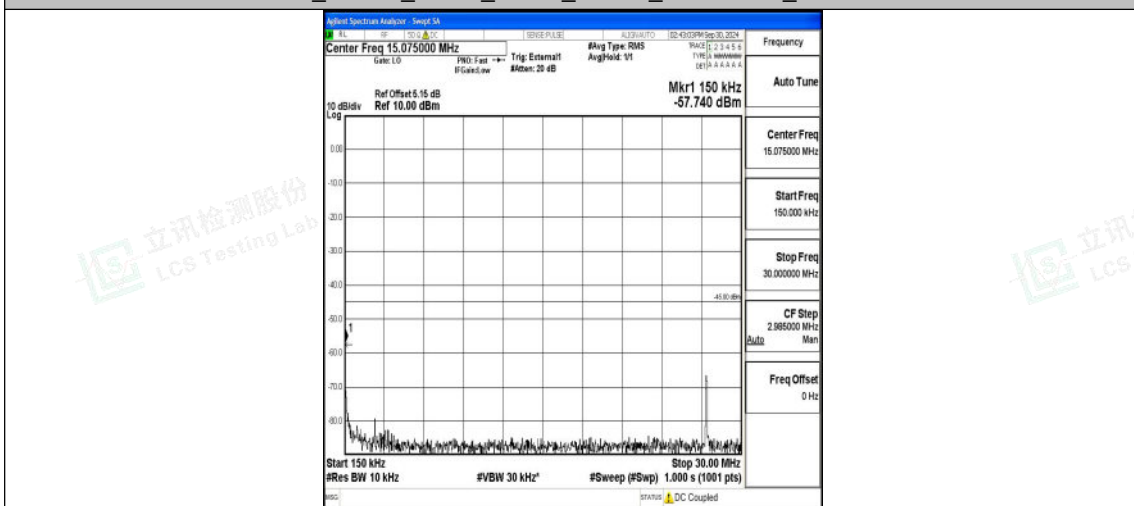 Agilent Spectrum Analyzer - Swept SA
RL RF 50 Ω DC SENSE:PULSE ALIGNAUTO 02:43:03PM Sep 30, 2024
Center Freq 15.075000 MHz
Gate: LO
PNO: Fast
IFGain:Low
Trig: External1
#Atten: 20 dB
#Avg Type: RMS
Avg|Hold: 1/1
TRACE 1 2 3 4 5 6
TYPE A
DET A A A A A A
Frequency
Auto Tune
Ref Offset 6.15 dB
10 dB/div Ref 10.00 dBm
Log
Mkr1 150 kHz
-57.740 dBm
Center Freq
15.075000 MHz
Start Freq
150.000 kHz
Stop Freq
30.000000 MHz
CF Step
2.985000 MHz
Auto Man
Freq Offset
0 Hz
0.00
-10.0
-20.0
-30.0
-40.0
-50.0
-60.0
-70.0
-80.0
1
Start 150 kHz Stop 30.00 MHz
#Res BW 10 kHz #VBW 30 kHz* #Sweep (#Swp) 1.000 s (1001 pts)
MSG STATUS DC Coupled
立讯检测股份
LCS Testing Lab
立讯
LCS